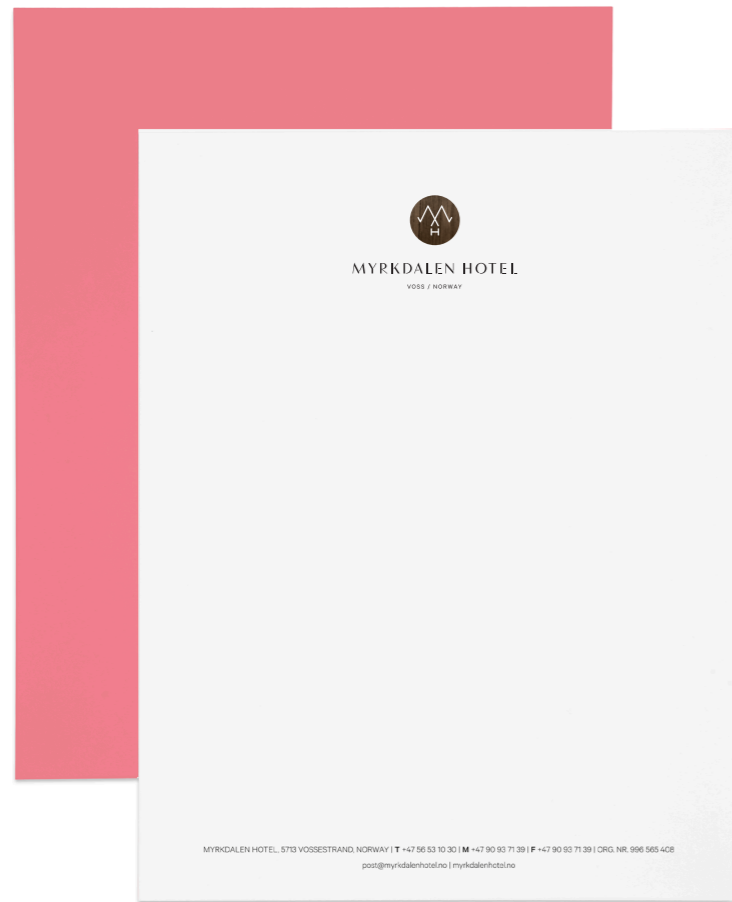 MH
MYRKDALEN HOTEL
VOSS / NORWAY
MYRKDALEN HOTEL, 5713 VOSSESTRAND, NORWAY | T +47 56 53 10 30 | M +47 90 93 71 39 | F +47 90 93 71 39 | ORG. NR. 996 565 408
post@myrkdalenhotel.no | myrkdalenhotel.no